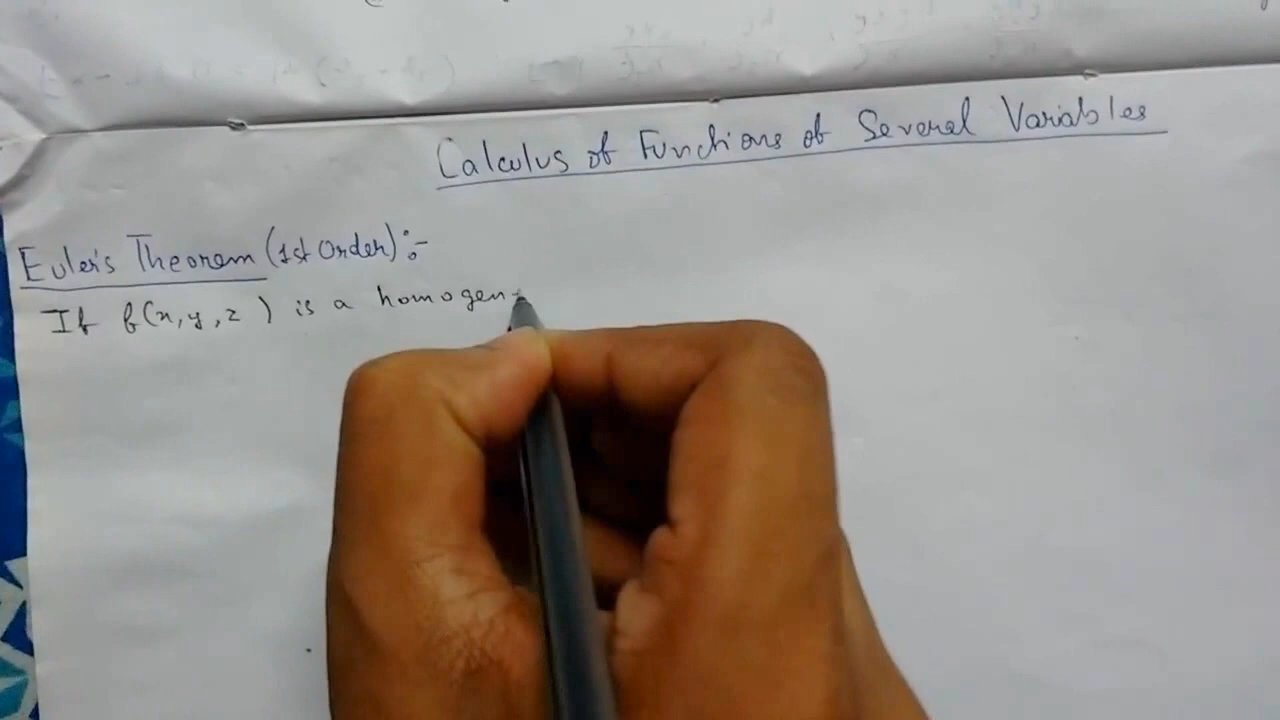 Calculus of Functions of Several Variables
Euler's Theorem (1st Order):-
If f(x,y,z) is a homogen